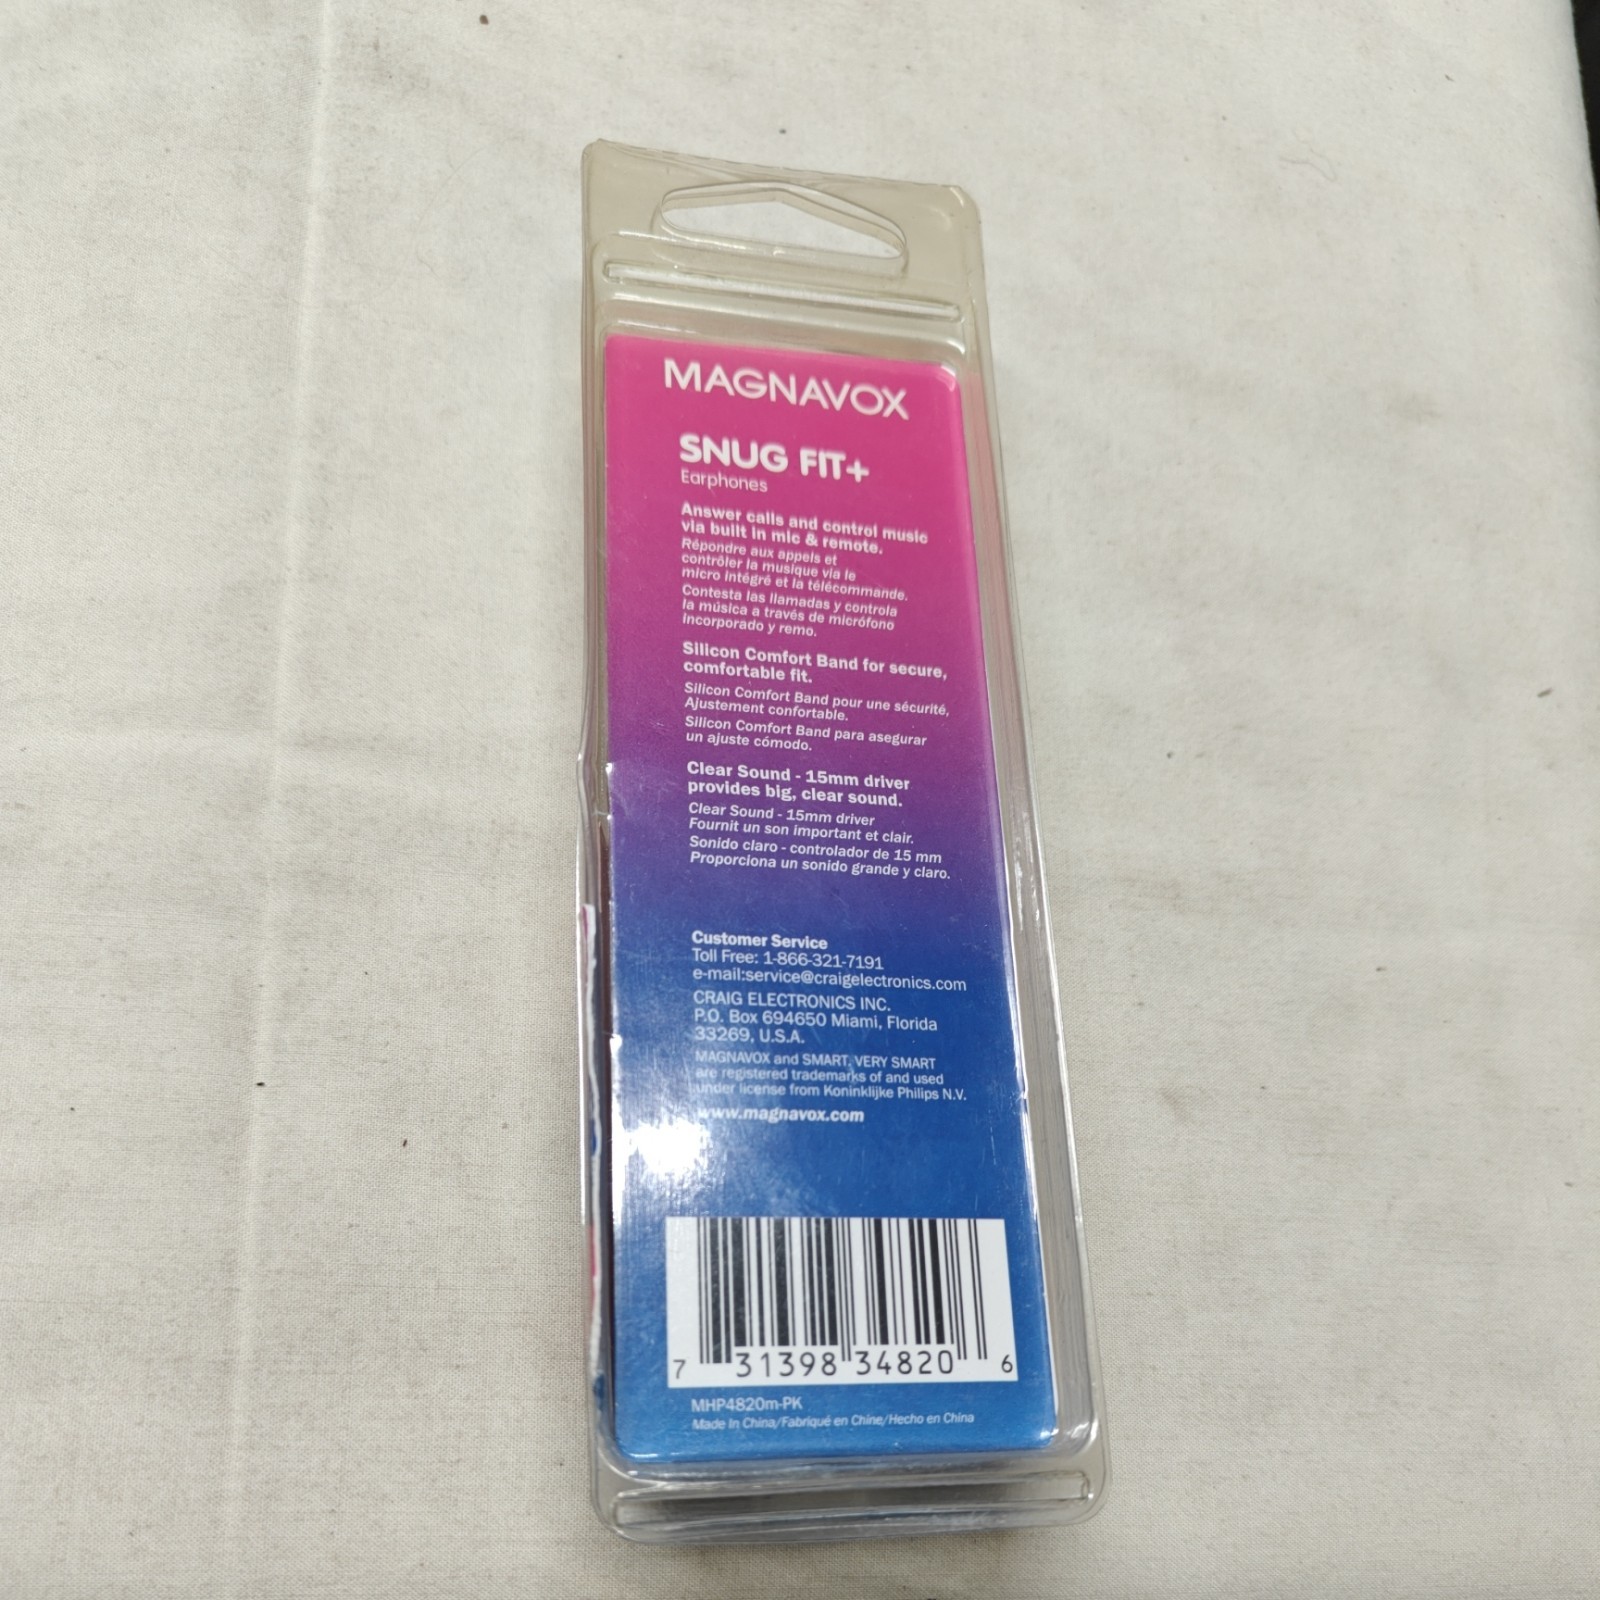 MAGNAVOX
SNUG FIT+
Earphones
Answer calls and control music
via built in mic & remote.
Répondre aux appels et
contrôler la musique via le
micro intégré et la télécommande.
Contesta las llamadas y controla
la música a través de micrófono
incorporado y remo.
Silicon Comfort Band for secure,
comfortable fit.
Silicon Comfort Band pour une sécurité,
Ajustement confortable.
Silicon Comfort Band para asegurar
un ajuste cómodo.
Clear Sound - 15mm driver
provides big, clear sound.
Clear Sound - 15mm driver
Fournit un son important et clair.
Sonido claro - controlador de 15 mm
Proporciona un sonido grande y claro.
Customer Service
Toll Free: 1-866-321-7191
e-mail:service@craigelectronics.com
CRAIG ELECTRONICS INC.
P.O. Box 694650 Miami, Florida
33269, U.S.A.
MAGNAVOX and SMART. VERY SMART
are registered trademarks of and used
under license from Koninklijke Philips N.V.
www.magnavox.com
7 31398 34820 6
MHP4820m-PK
Made In China/Fabriqué en Chine/Hecho en China